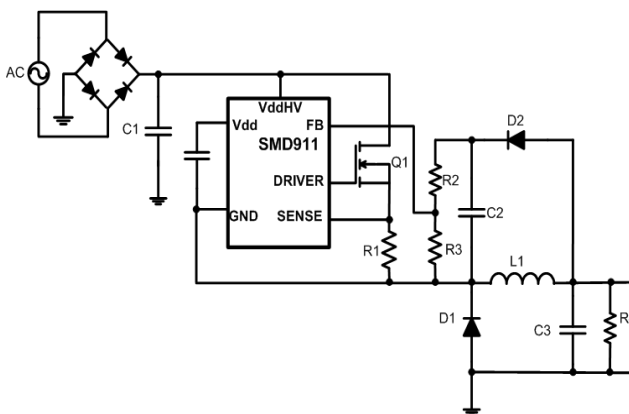 AC
C1
VddHV
Vdd
FB
SMD911
DRIVER
GND
SENSE
Q1
R1
R2
R3
C2
D2
L1
D1
C3
R